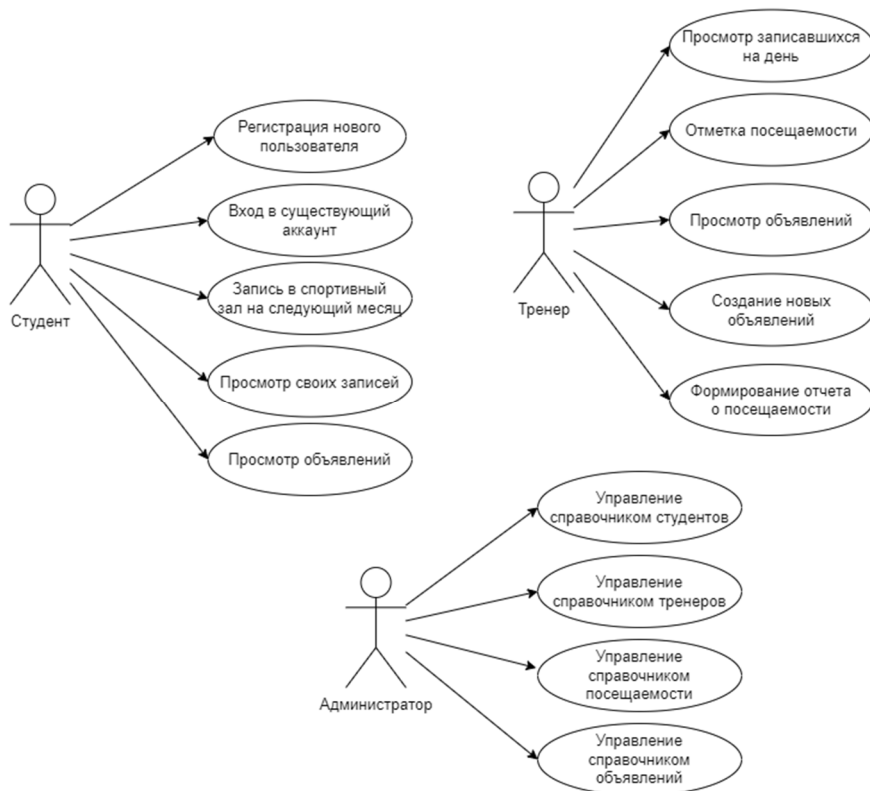 Регистрация нового
пользователя
Вход в существующий
аккаунт
Запись в спортивный
зал на следующий месяц
Студент
Просмотр своих записей
Просмотр объявлений
Просмотр записавшихся
на день
Отметка посещаемости
Просмотр объявлений
Создание новых
объявлений
Тренер
Формирование отчета
о посещаемости
Управление
справочником студентов
Управление
справочником тренеров
Управление
справочником
посещаемости
Администратор
Управление
справочником
объявлений